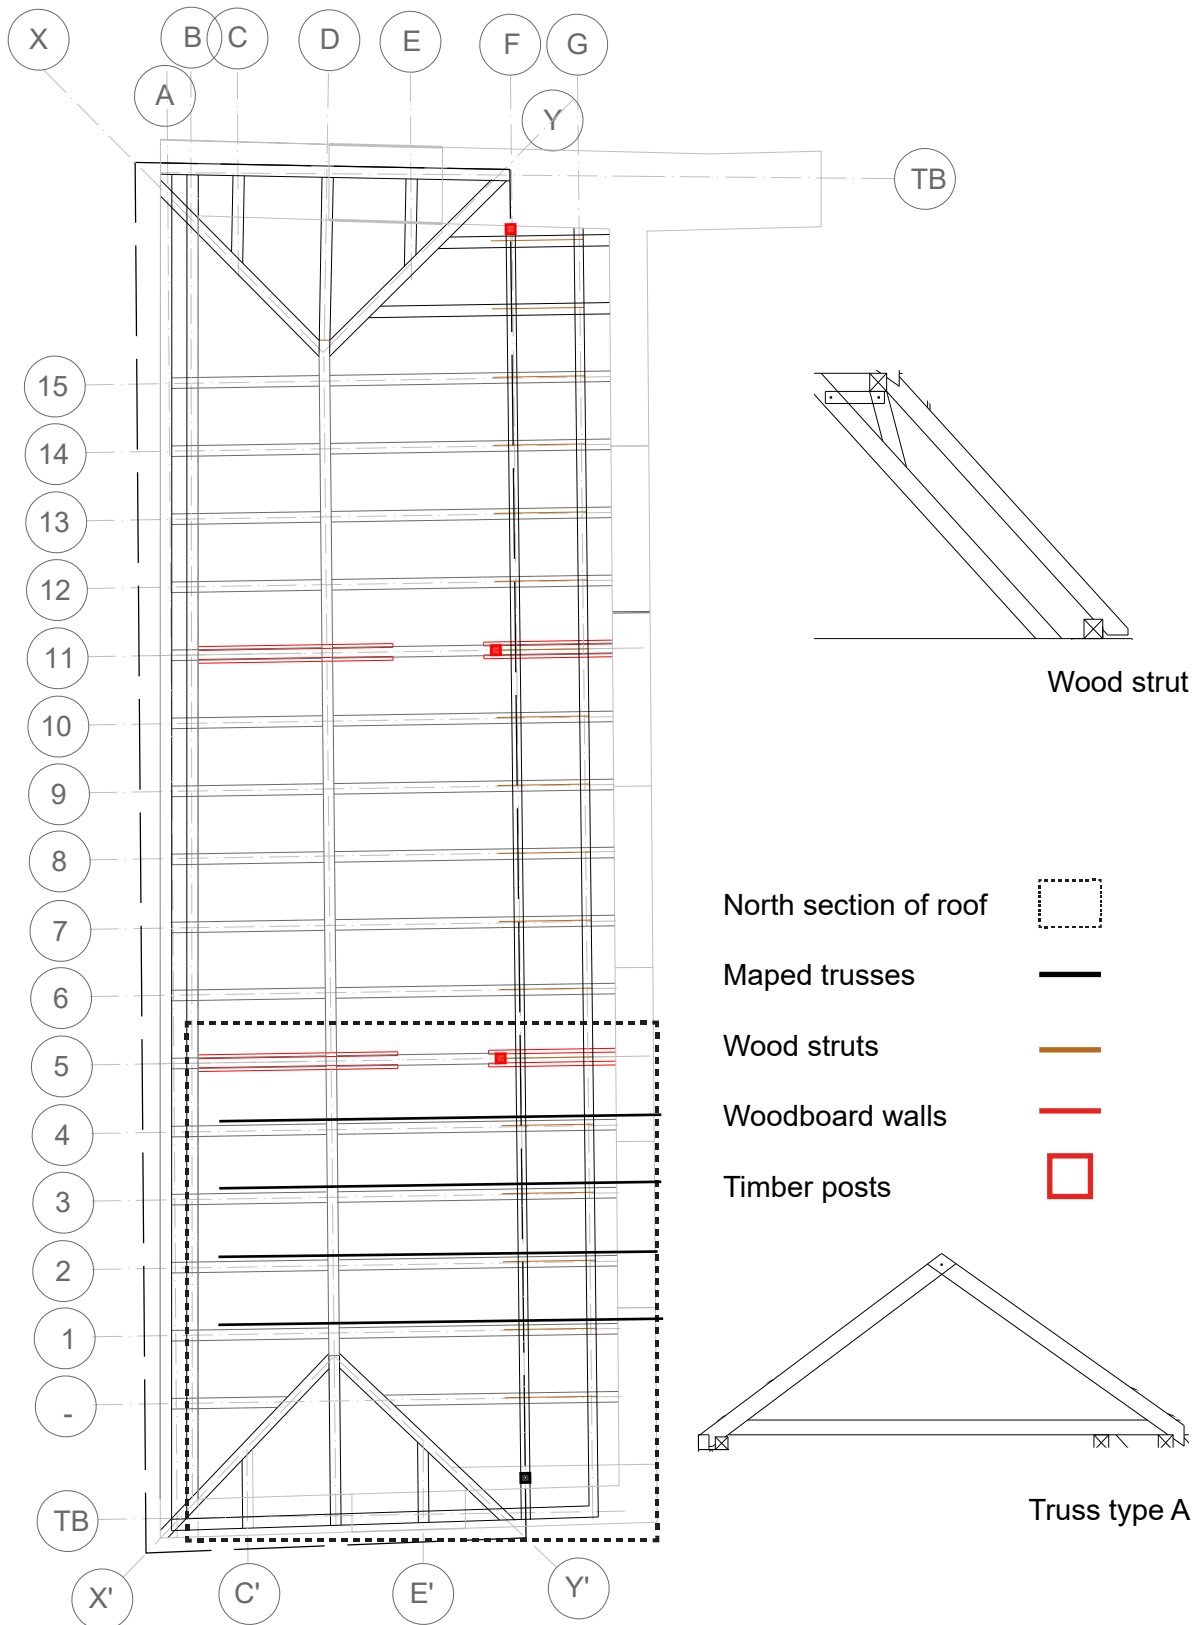 X
B
C
D
E
F
G
A
Y
TB
15
14
13
12
11
10
9
8
7
6
5
4
3
2
1
-
TB
X'
C'
E'
Y'
Wood strut
North section of roof
Maped trusses
Wood struts
Woodboard walls
Timber posts
Truss type A